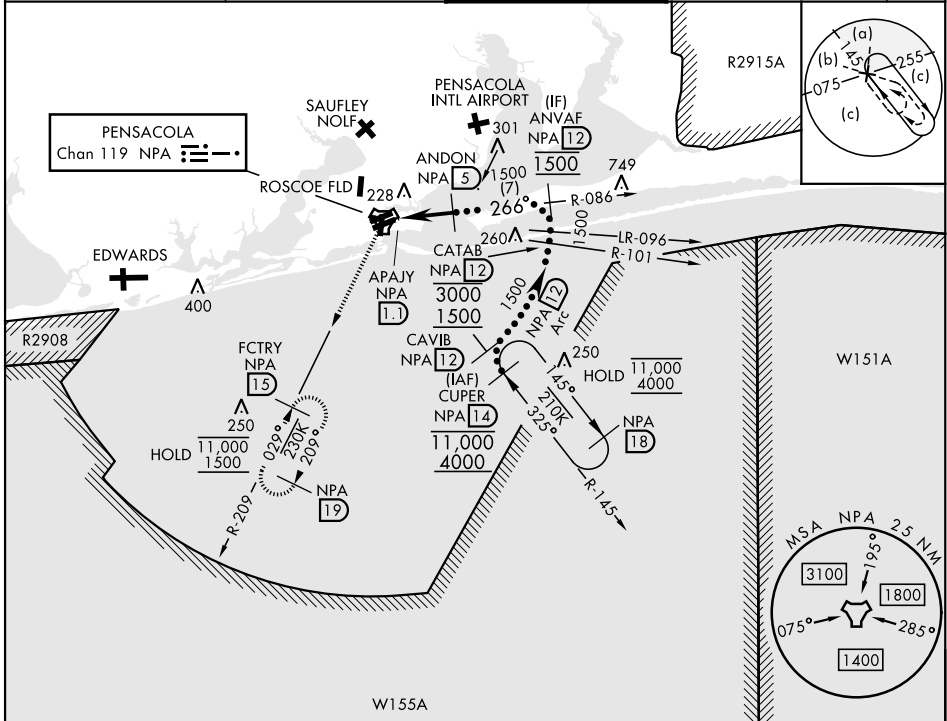 PENSACOLA
Chan 119 NPA
SAUFLEY
NOLF
PENSACOLA
INTL AIRPORT
301
(IF)
ANVAF
NPA 12
1500
R2915A
(a)
145°
(b)
255
075
(c)
(c)
ROSCOE FLD
228
ANDON
NPA 5
1500
(7)
266°
749
R-086
1500
LR-096
R-101
260
CATAB
NPA 12
3000
1500
EDWARDS
400
APAJY
NPA
1.1
1500
NPA 12
Arc
R2908
CAVIB
NPA 12
(IAF)
CUPER
NPA 14
11,000
4000
250
HOLD 11,000
4000
145°
210K
325°
NPA
18
R-145
W151A
FCTRY
NPA
15
250
HOLD 11,000
1500
029°
230K
209°
NPA
19
R-209
MSA NPA 25 NM
195°
3100
1800
075°
285°
1400
W155A